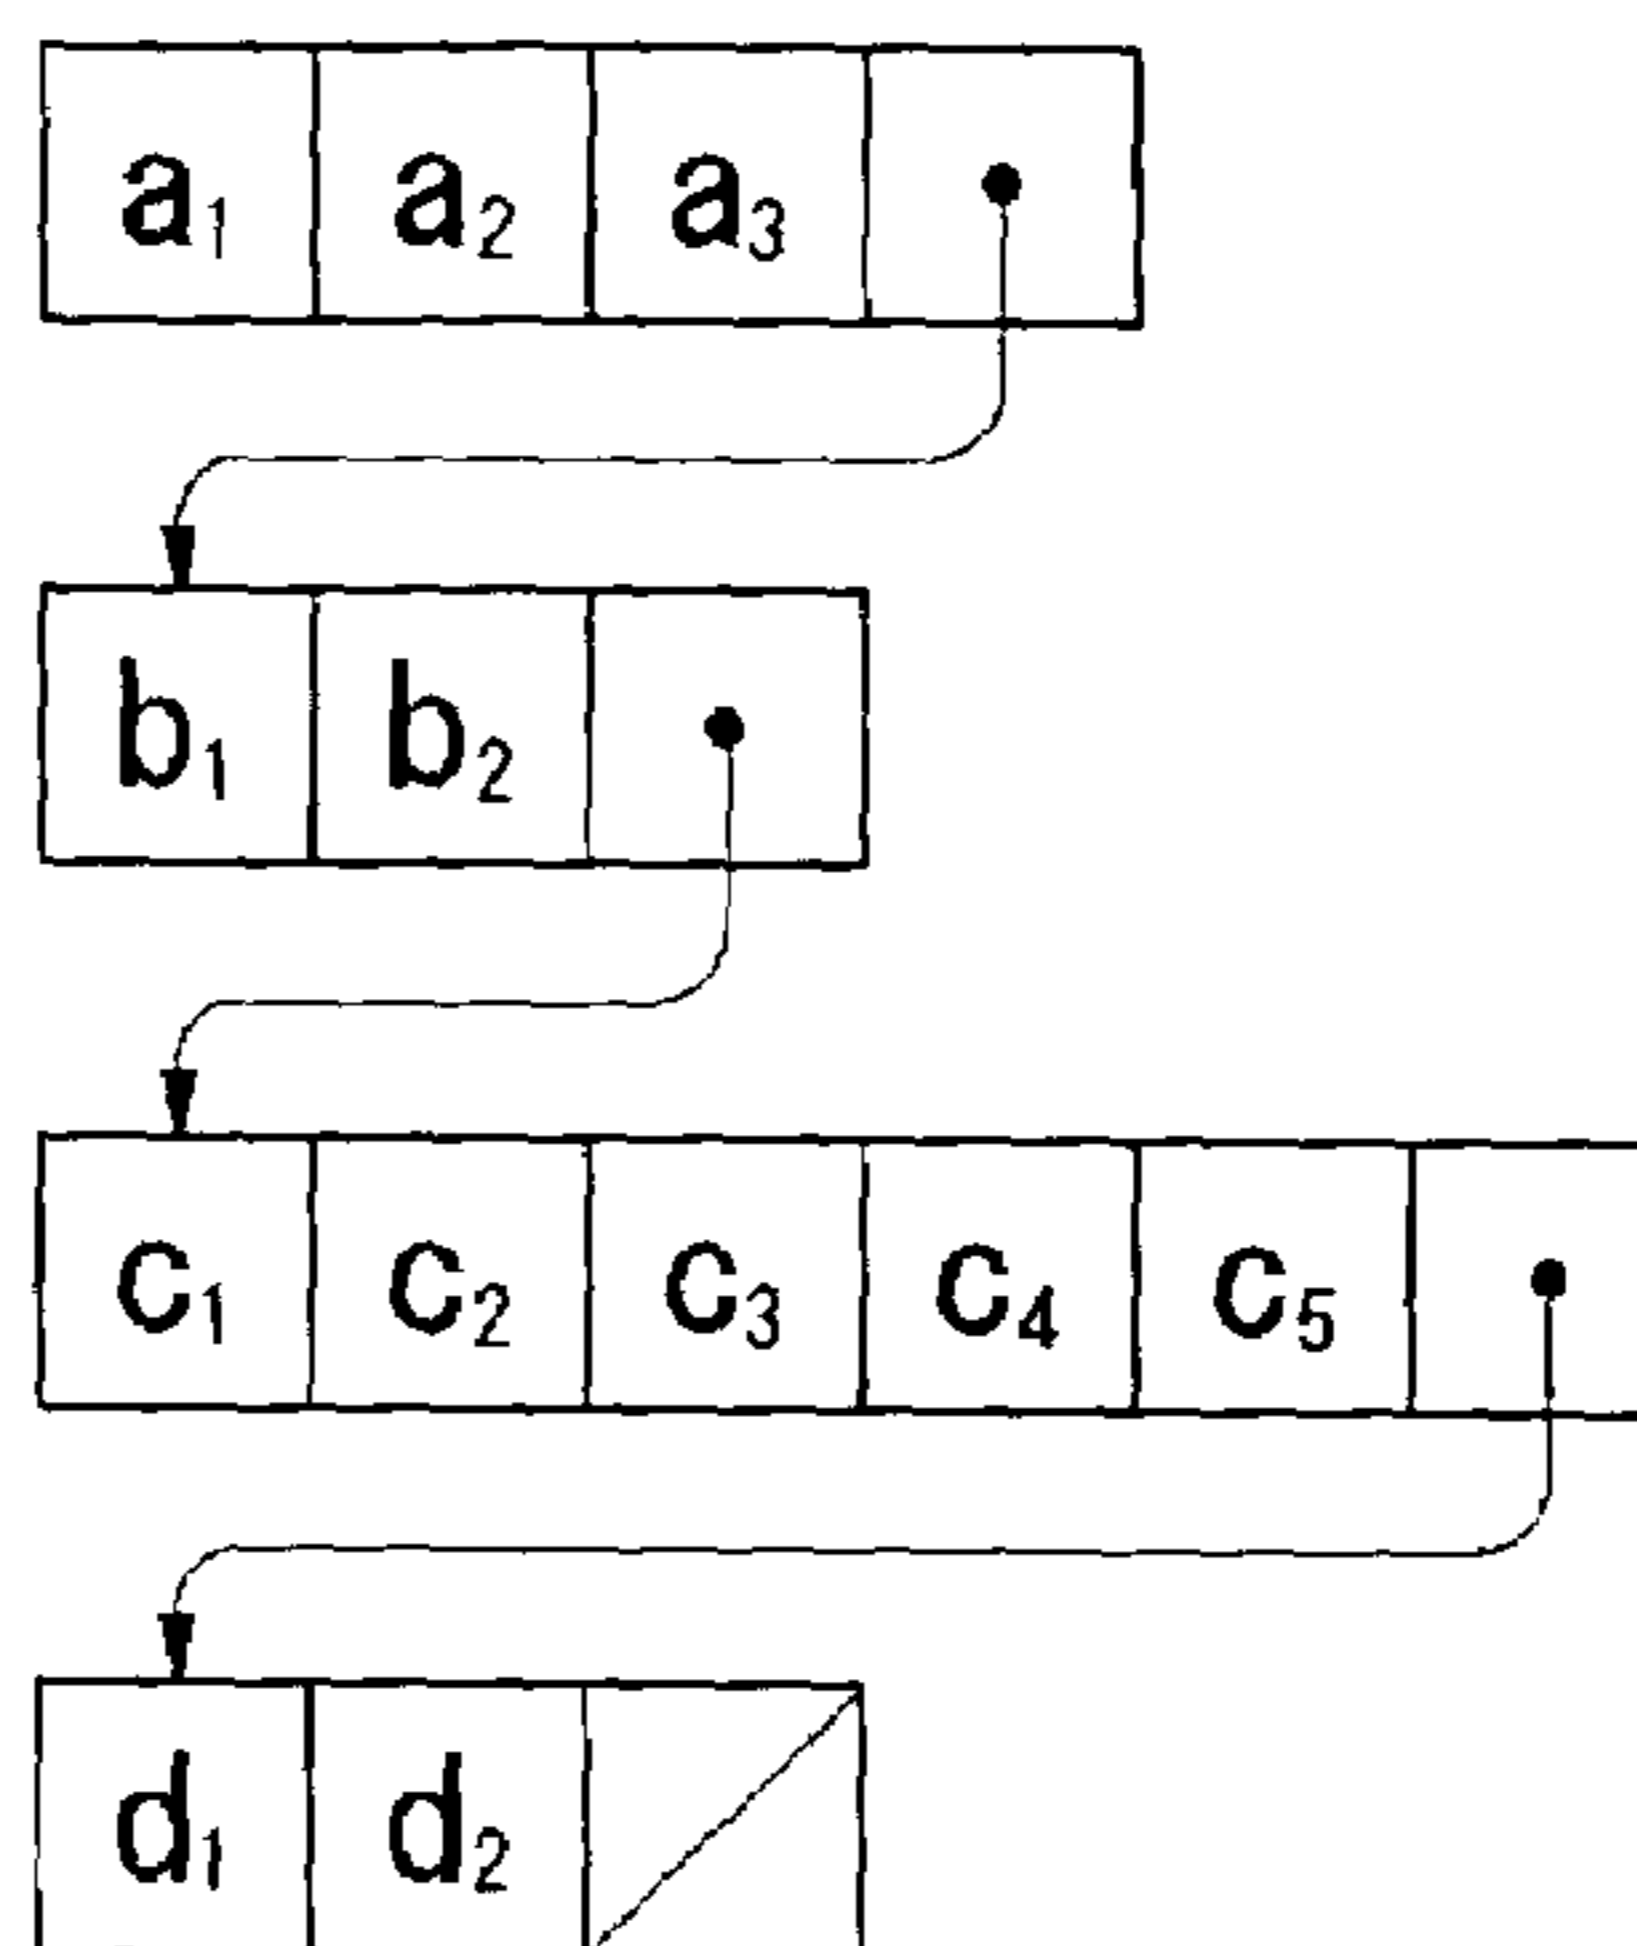 a₁ a₂ a₃
b₁ b₂
c₁ c₂ c₃ c₄ c₅
d₁ d₂